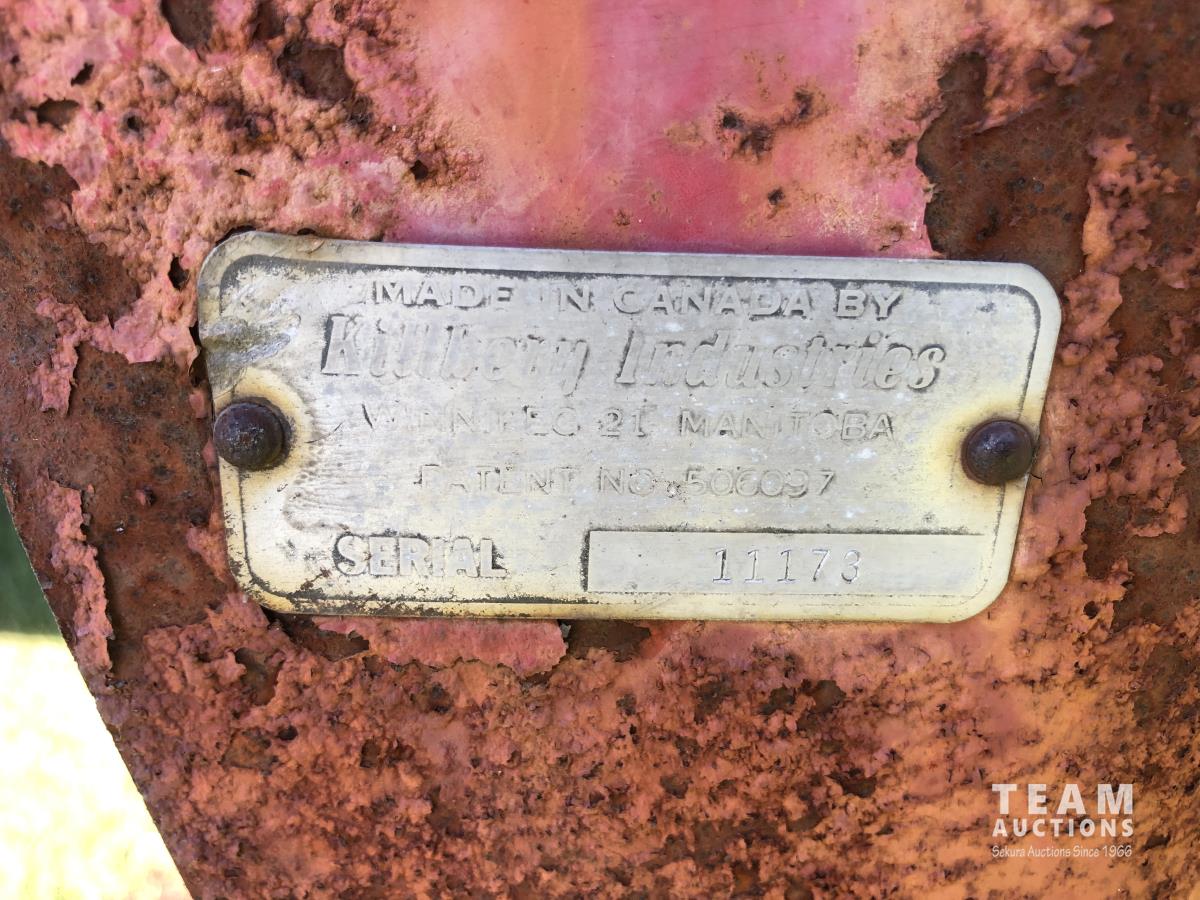 MADE IN CANADA BY
Killbery Industries
WINNIPEG 21 MANITOBA
PATENT NO. 506097
SERIAL 11173
TEAM
AUCTIONS
Sekura Auctions Since 1966